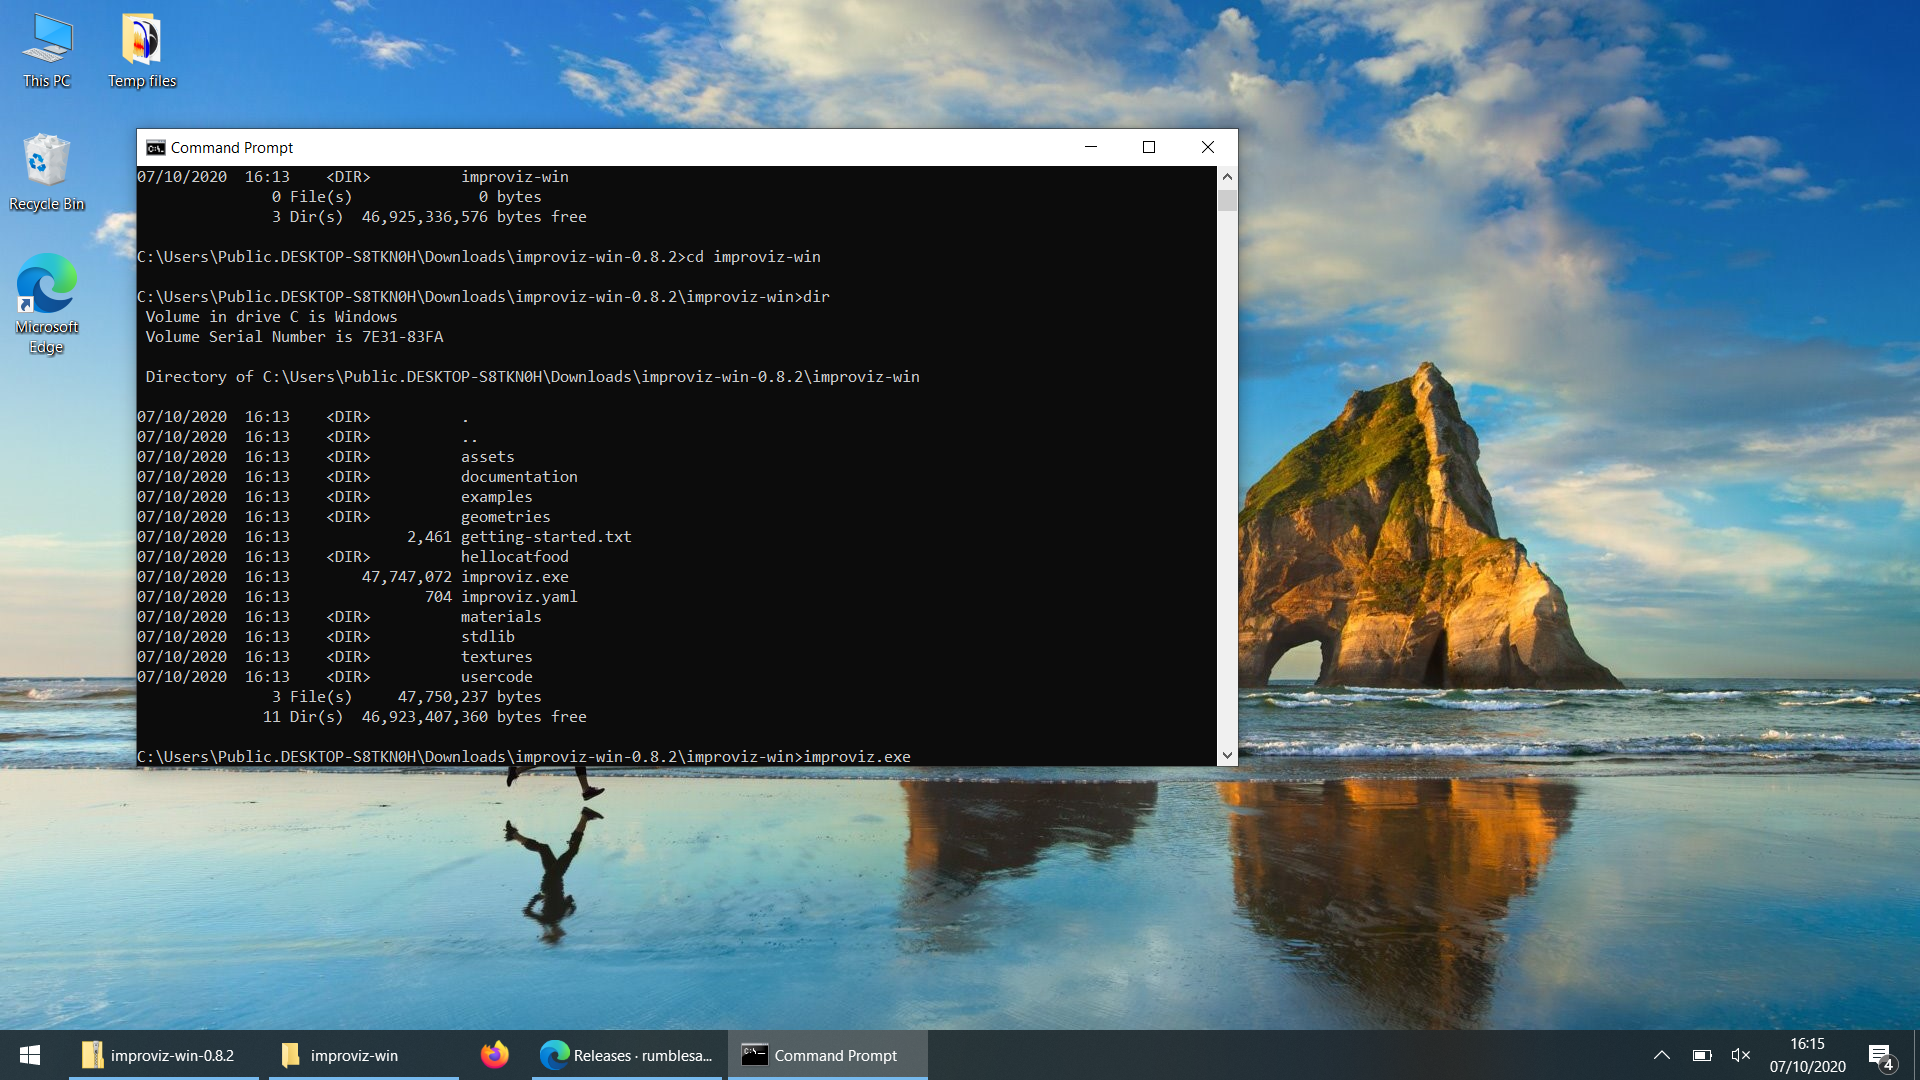 This PC
Temp files
Recycle Bin
Microsoft
Edge
Command Prompt
07/10/2020  16:13    <DIR>          improviz-win
               0 File(s)              0 bytes
               3 Dir(s)  46,925,336,576 bytes free
C:\Users\Public.DESKTOP-S8TKN0H\Downloads\improviz-win-0.8.2>cd improviz-win
C:\Users\Public.DESKTOP-S8TKN0H\Downloads\improviz-win-0.8.2\improviz-win>dir
 Volume in drive C is Windows
 Volume Serial Number is 7E31-83FA
 Directory of C:\Users\Public.DESKTOP-S8TKN0H\Downloads\improviz-win-0.8.2\improviz-win
07/10/2020  16:13    <DIR>          .
07/10/2020  16:13    <DIR>          ..
07/10/2020  16:13    <DIR>          assets
07/10/2020  16:13    <DIR>          documentation
07/10/2020  16:13    <DIR>          examples
07/10/2020  16:13    <DIR>          geometries
07/10/2020  16:13             2,461 getting-started.txt
07/10/2020  16:13    <DIR>          hellocatfood
07/10/2020  16:13        47,747,072 improviz.exe
07/10/2020  16:13               704 improviz.yaml
07/10/2020  16:13    <DIR>          materials
07/10/2020  16:13    <DIR>          stdlib
07/10/2020  16:13    <DIR>          textures
07/10/2020  16:13    <DIR>          usercode
               3 File(s)     47,750,237 bytes
              11 Dir(s)  46,923,407,360 bytes free
C:\Users\Public.DESKTOP-S8TKN0H\Downloads\improviz-win-0.8.2\improviz-win>improviz.exe
improviz-win-0.8.2
improviz-win
Releases · rumblesa...
Command Prompt
16:15
07/10/2020
4